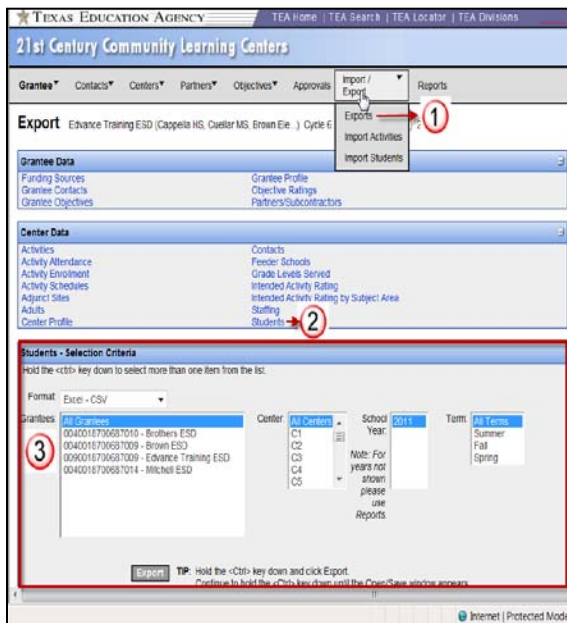 TEXAS EDUCATION AGENCY
TEA Home | TEA Search | TEA Locator | TEA Divisions
21st Century Community Learning Centers
Grantee Contacts Centers Partners Objectives Approvals Import / Export Reports
Exports
1
Import Activities
Import Students
Export Edvance Training ESD (Cappella HS, Cuellar MS, Brown Ele...) Cycle 6
Grantee Data
Funding Sources
Grantee Contacts
Grantee Objectives
Grantee Profile
Objective Ratings
Partners/Subcontractors
Center Data
Activities
Activity Attendance
Activity Enrolment
Activity Schedules
Adjunct Sites
Adults
Center Profile
Contacts
Feeder Schools
Grade Levels Served
Intended Activity Rating
Intended Activity Rating by Subject Area
Staffing
Students
2
Students - Selection Criteria
Hold the <ctrl> key down to select more than one item from the list.
Format Excel - CSV
Grantees
3
All Grantees
0040018700687010 - Brothers ESD
0040018700687009 - Brown ESD
0090018700687009 - Edvance Training ESD
0040018700687014 - Mitchell ESD
Center
All Centers
C1
C2
C3
C4
C5
School Year:
2011
Note: For years not shown please use Reports.
Term:
All Terms
Summer
Fall
Spring
Export TIP: Hold the <Ctrl> key down and click Export.
Continue to hold the <Ctrl> key down until the Open/Save window appears.
Internet | Protected Mode